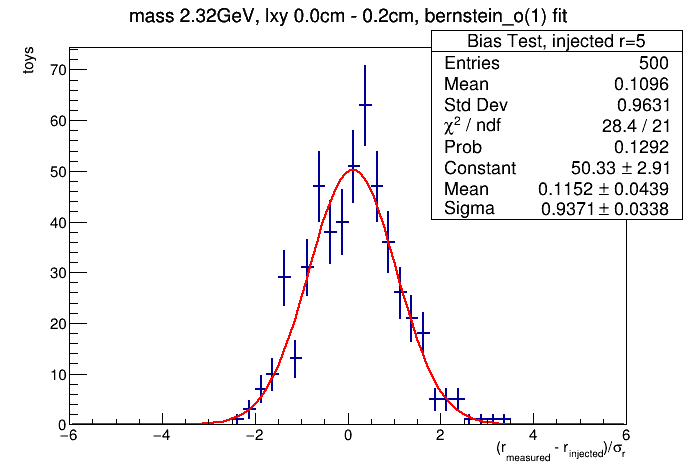 mass 2.32GeV, lxy 0.0cm - 0.2cm, bernstein_o(1) fit
Bias Test, injected r=5
Entries 500
Mean 0.1096
Std Dev 0.9631
χ² / ndf 28.4 / 21
Prob 0.1292
Constant 50.33 ± 2.91
Mean 0.1152 ± 0.0439
Sigma 0.9371 ± 0.0338
toys
70
60
50
40
30
20
10
0
−6 −4 −2 0 2 4 6
(r_measured - r_injected)/σ_r